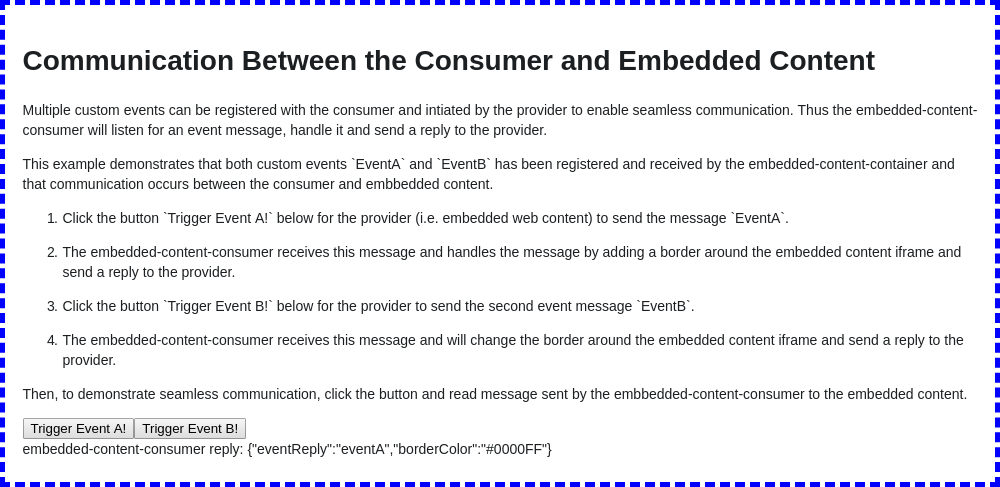 Communication Between the Consumer and Embedded Content
Multiple custom events can be registered with the consumer and intiated by the provider to enable seamless communication. Thus the embedded-content-
consumer will listen for an event message, handle it and send a reply to the provider.
This example demonstrates that both custom events `EventA` and `EventB` has been registered and received by the embedded-content-container and
that communication occurs between the consumer and embbedded content.
1. Click the button `Trigger Event A!` below for the provider (i.e. embedded web content) to send the message `EventA`.
2. The embedded-content-consumer receives this message and handles the message by adding a border around the embedded content iframe and
send a reply to the provider.
3. Click the button `Trigger Event B!` below for the provider to send the second event message `EventB`.
4. The embedded-content-consumer receives this message and will change the border around the embedded content iframe and send a reply to the
provider.
Then, to demonstrate seamless communication, click the button and read message sent by the embbedded-content-consumer to the embedded content.
Trigger Event A! Trigger Event B!
embedded-content-consumer reply: {"eventReply":"eventA","borderColor":"#0000FF"}